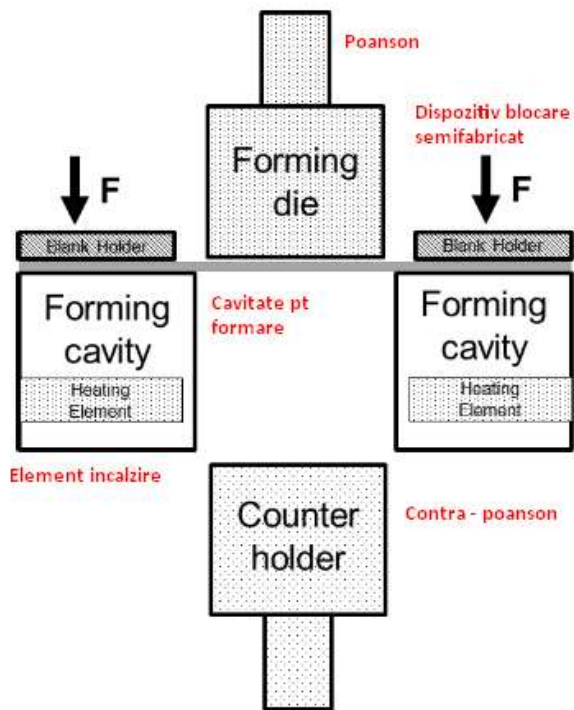 Poanson
Forming
die
Dispozitiv blocare
semifabricat
F
F
Blank Holder
Blank Holder
Forming
cavity
Heating
Element
Cavitate pt
formare
Forming
cavity
Heating
Element
Element incalzire
Counter
holder
Contra - poanson